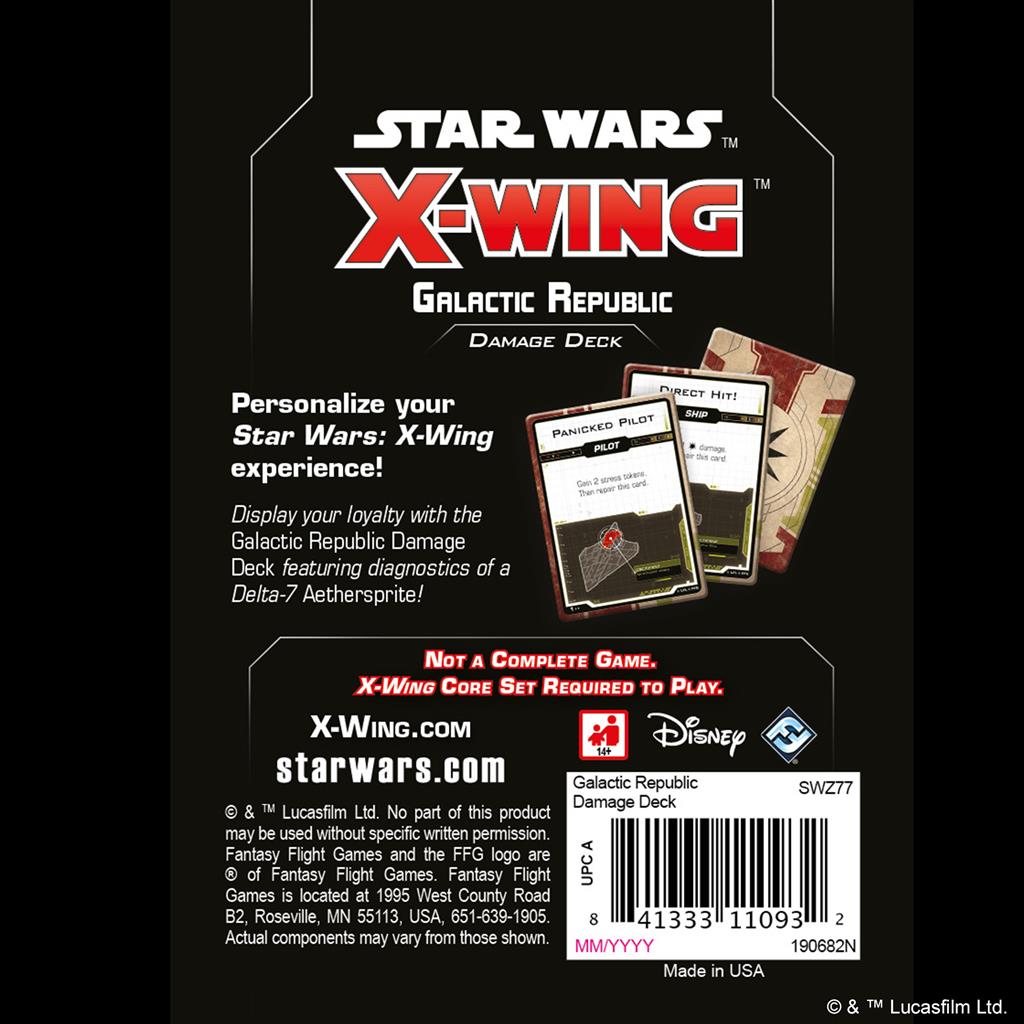 STAR WARS™
X-WING™
GALACTIC REPUBLIC
DAMAGE DECK
Personalize your
Star Wars: X-Wing
experience!
Display your loyalty with the
Galactic Republic Damage
Deck featuring diagnostics of a
Delta-7 Aethersprite!
PANICKED PILOT
PILOT
Gain 2 stress tokens.
Then repair this card.
DIRECT HIT!
SHIP
damage.
this card.
NOT A COMPLETE GAME.
X-WING CORE SET REQUIRED TO PLAY.
X-WING.COM
starwars.com
14+
Disney
© & ™ Lucasfilm Ltd. No part of this product
may be used without specific written permission.
Fantasy Flight Games and the FFG logo are
® of Fantasy Flight Games. Fantasy Flight
Games is located at 1995 West County Road
B2, Roseville, MN 55113, USA, 651-639-1905.
Actual components may vary from those shown.
Galactic Republic
Damage Deck
SWZ77
UPC A
8 41333 11093 2
MM/YYYY
190682N
Made in USA
© & ™ Lucasfilm Ltd.